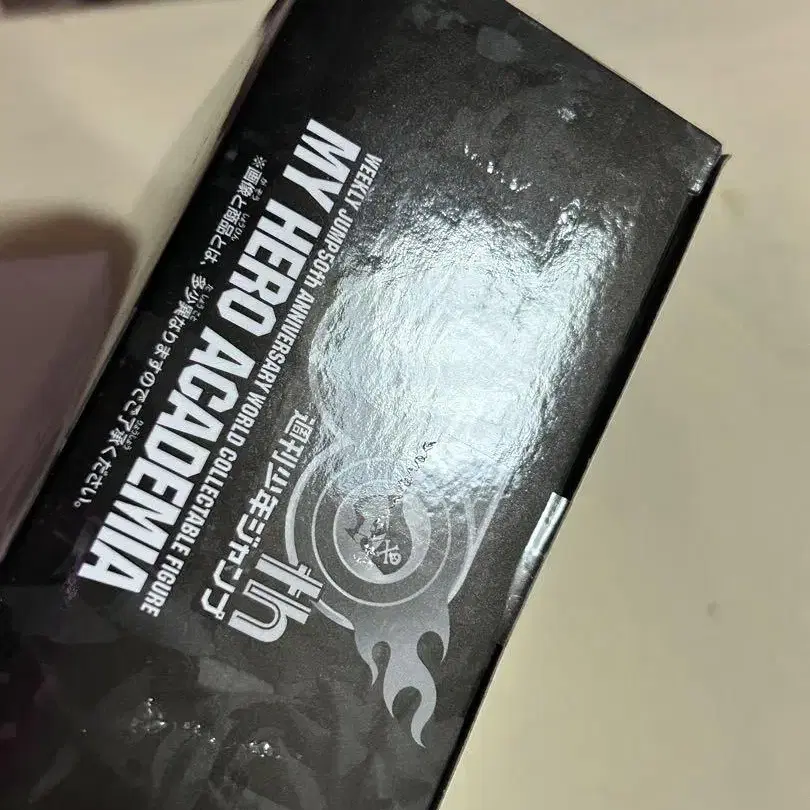 th
週刊少年ジャンプ
WEEKLY JUMP50th ANNIVERSARY WORLD COLLECTABLE FIGURE
MY HERO ACADEMIA
※画像と商品とは、多少異なりますのでご了承ください。